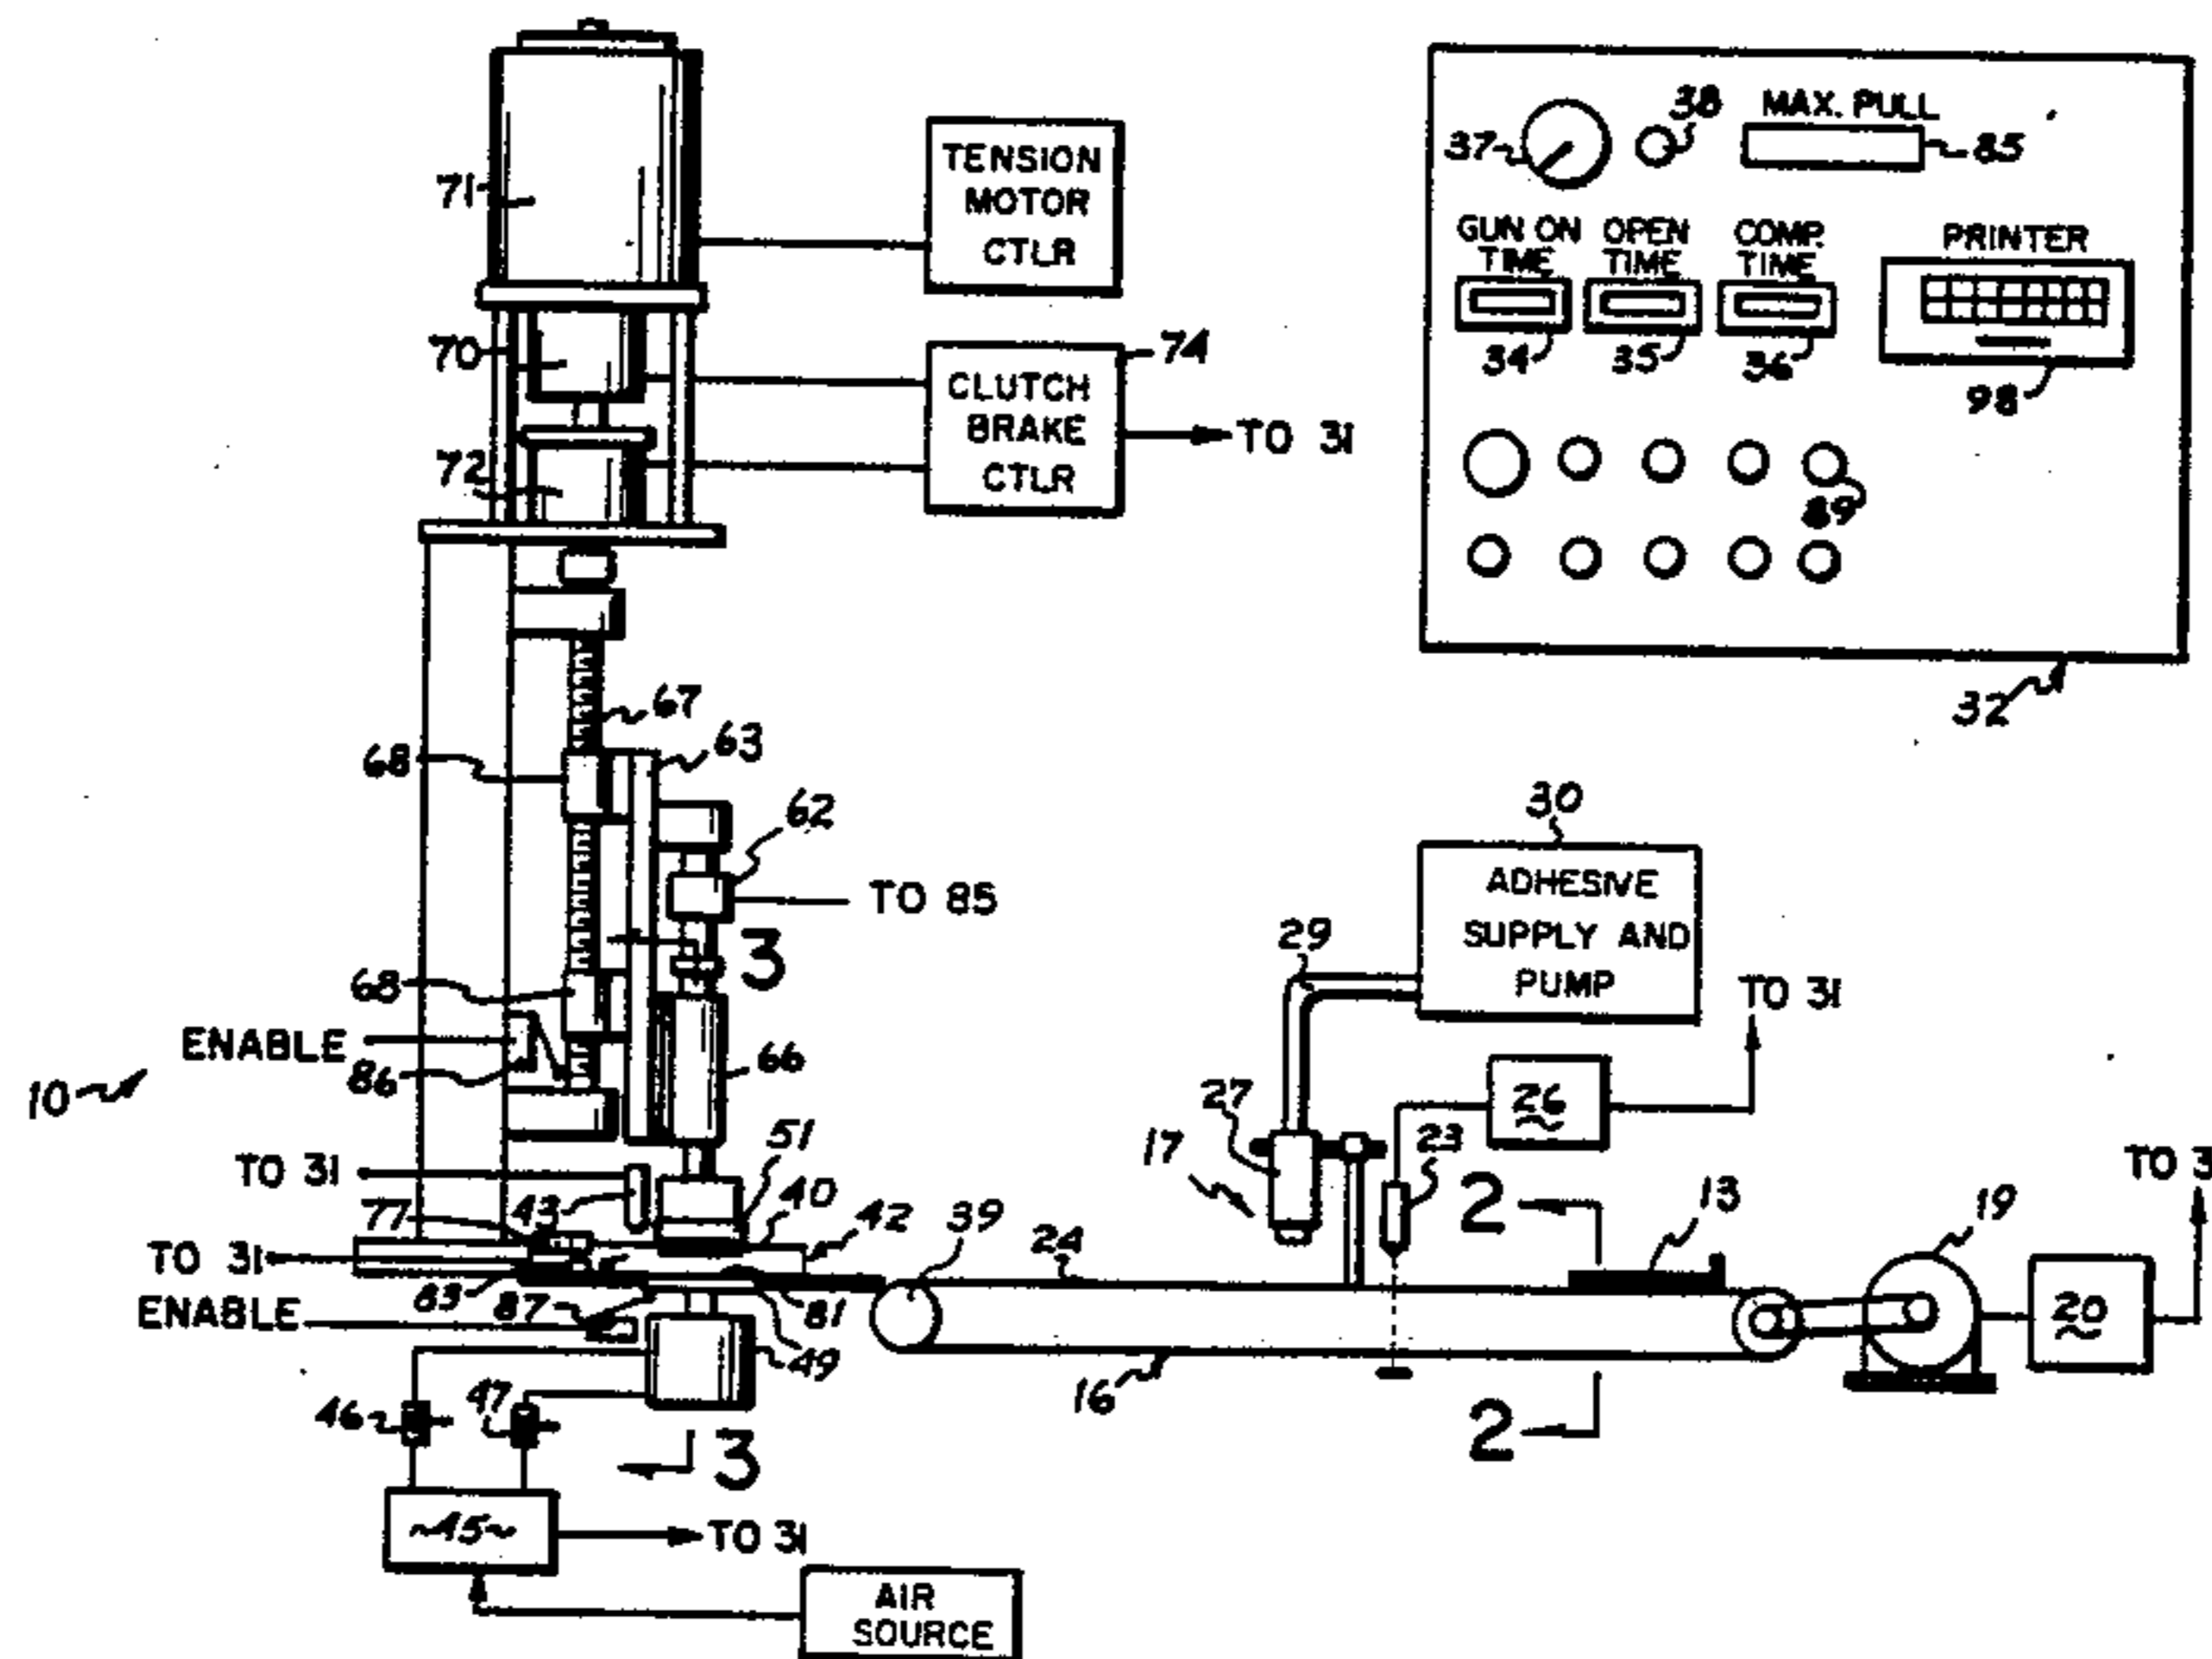 71
TENSION
MOTOR
CTLR
70
72
CLUTCH
BRAKE
CTLR
74
TO 31
37
38
MAX. PULL
85
GUN ON
TIME
OPEN
TIME
COMP.
TIME
PRINTER
34
35
36
98
89
32
67
68
63
62
TO 85
3
68
ENABLE
86
66
10
51
TO 31
43
40
42
77
TO 31
83
ENABLE
87
81
49
46
47
3
45
TO 31
AIR
SOURCE
30
ADHESIVE
SUPPLY AND
PUMP
29
TO 31
27
26
23
17
2
13
19
TO 3
39
24
20
16
2